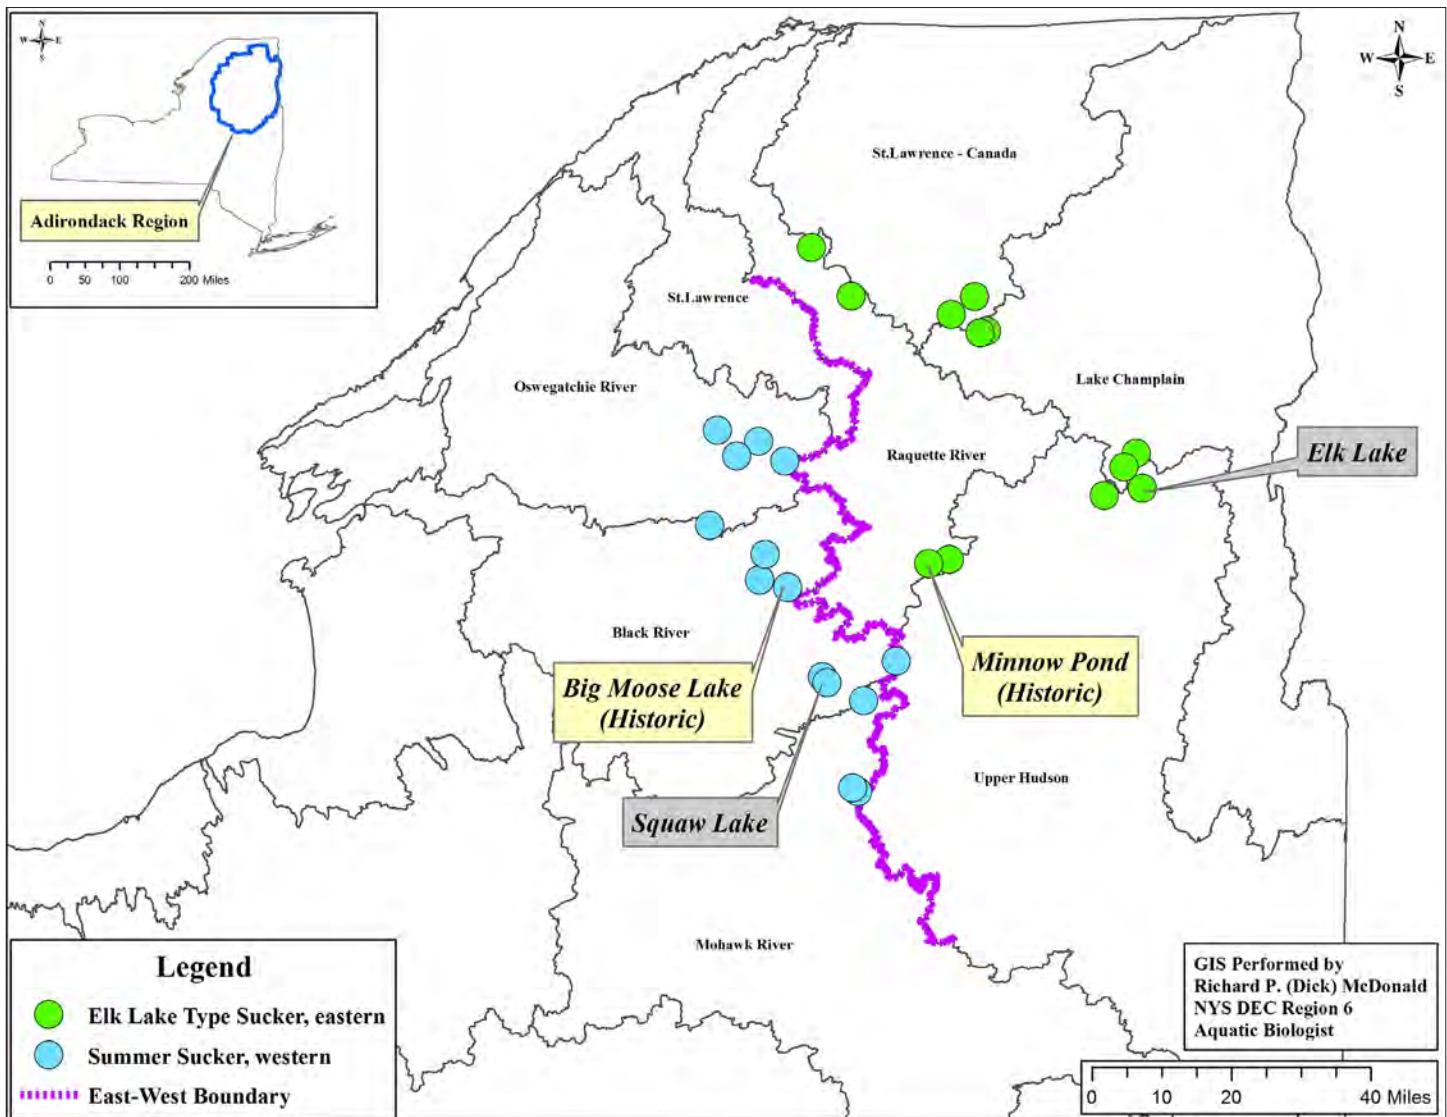 N
W E
S
Adirondack Region
0 50 100 200 Miles
N
W E
S
St.Lawrence - Canada
St.Lawrence
Oswegatchie River
Lake Champlain
Raquette River
Elk Lake
Black River
Big Moose Lake
(Historic)
Minnow Pond
(Historic)
Squaw Lake
Upper Hudson
Mohawk River
Legend
Elk Lake Type Sucker, eastern
Summer Sucker, western
East-West Boundary
GIS Performed by
Richard P. (Dick) McDonald
NYS DEC Region 6
Aquatic Biologist
0 10 20 40 Miles